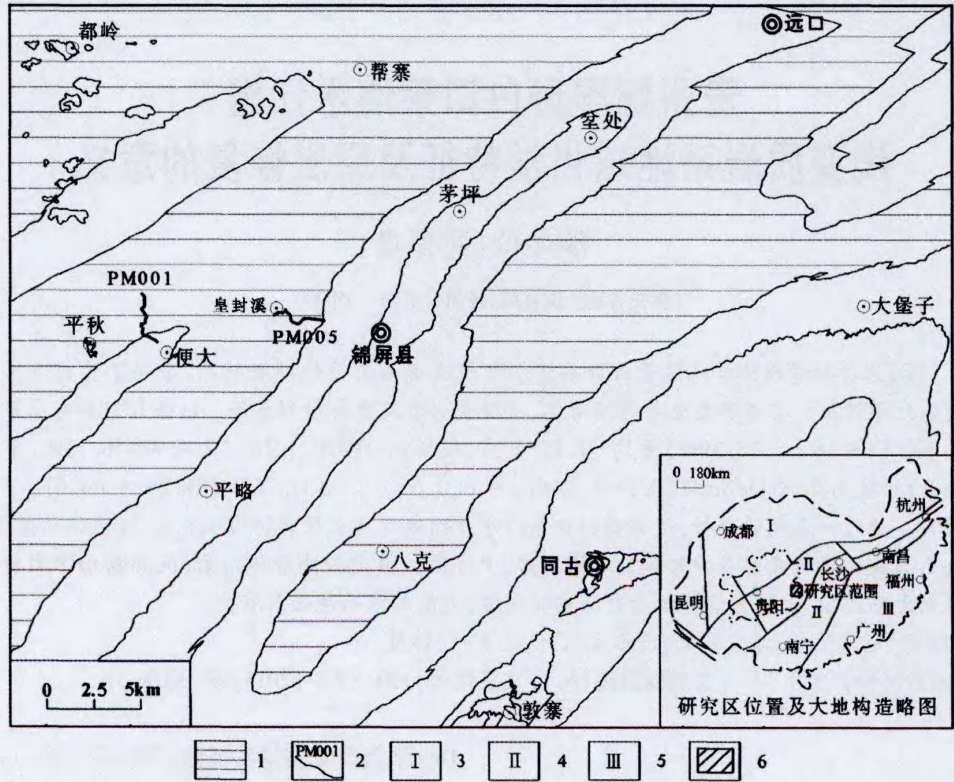 都岭
远口
帮寨
垒处
茅坪
PM001
皇封溪
PM005
大堡子
平秋
便大
锦屏县
平略
八克
同古
敦寨
0 2.5 5km
0 180km
成都
Ⅰ
杭州
Ⅱ
南昌
长沙
研究区范围
福州
昆明
贵阳
Ⅱ
Ⅲ
广州
南宁
研究区位置及大地构造略图
1
PM001
2
Ⅰ
3
Ⅱ
4
Ⅲ
5
6